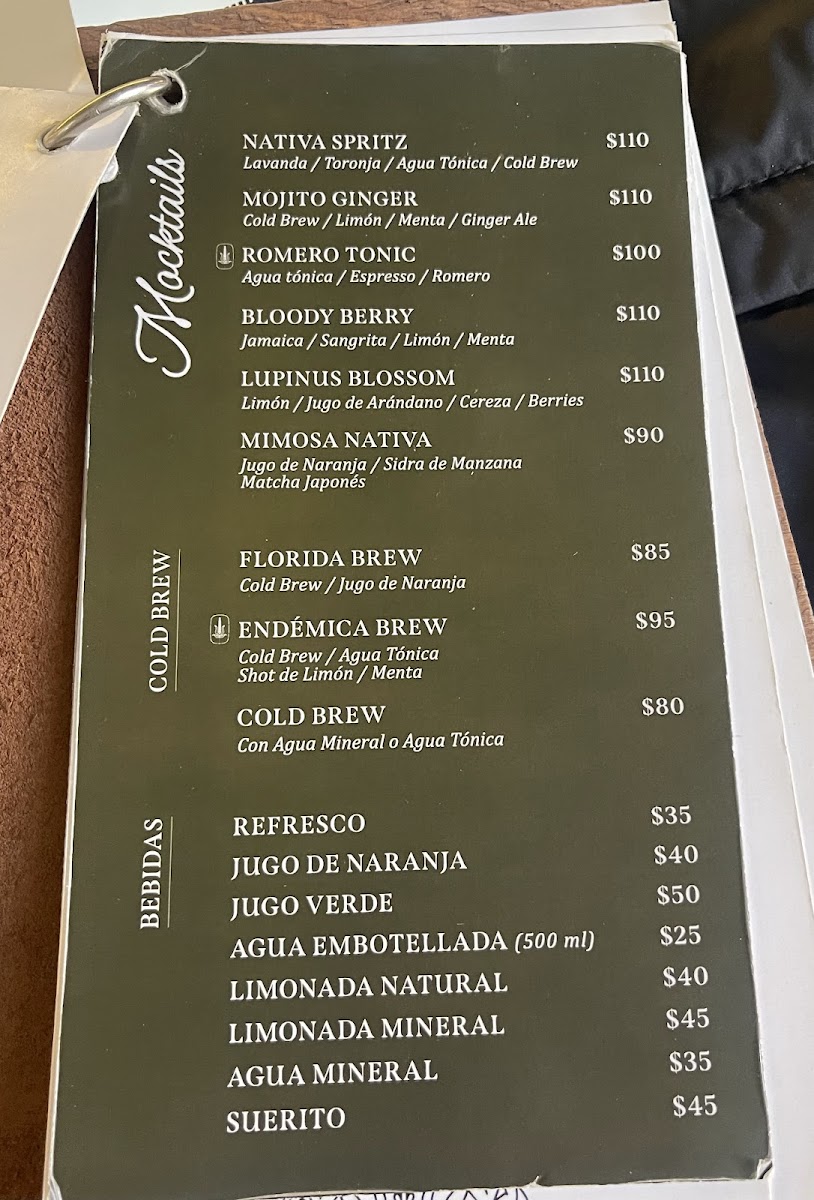 Mocktails
NATIVA SPRITZ $110
Lavanda / Toronja / Agua Tónica / Cold Brew
MOJITO GINGER $110
Cold Brew / Limón / Menta / Ginger Ale
ROMERO TONIC $100
Agua tónica / Espresso / Romero
BLOODY BERRY $110
Jamaica / Sangrita / Limón / Menta
LUPINUS BLOSSOM $110
Limón / Jugo de Arándano / Cereza / Berries
MIMOSA NATIVA $90
Jugo de Naranja / Sidra de Manzana
Matcha Japonés
COLD BREW
FLORIDA BREW $85
Cold Brew / Jugo de Naranja
ENDÉMICA BREW $95
Cold Brew / Agua Tónica
Shot de Limón / Menta
COLD BREW $80
Con Agua Mineral o Agua Tónica
BEBIDAS
REFRESCO $35
JUGO DE NARANJA $40
JUGO VERDE $50
AGUA EMBOTELLADA (500 ml) $25
LIMONADA NATURAL $40
LIMONADA MINERAL $45
AGUA MINERAL $35
SUERITO $45